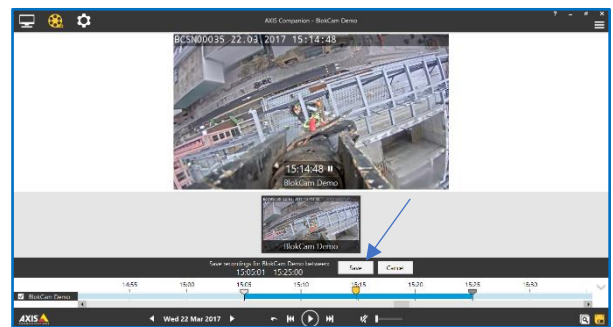 AXIS Companion - BlokCam Demo
BCSN00035 22.03.2017 15:14:48
15:14:48
BlokCam Demo
BlokCam Demo
Save recordings for BlokCam Demo between:
15:05:01 15:25:00
Save
Cancel
14:55 15:00 15:05 15:10 15:15 15:20 15:25 15:30
BlokCam Demo
AXIS
Wed 22 Mar 2017